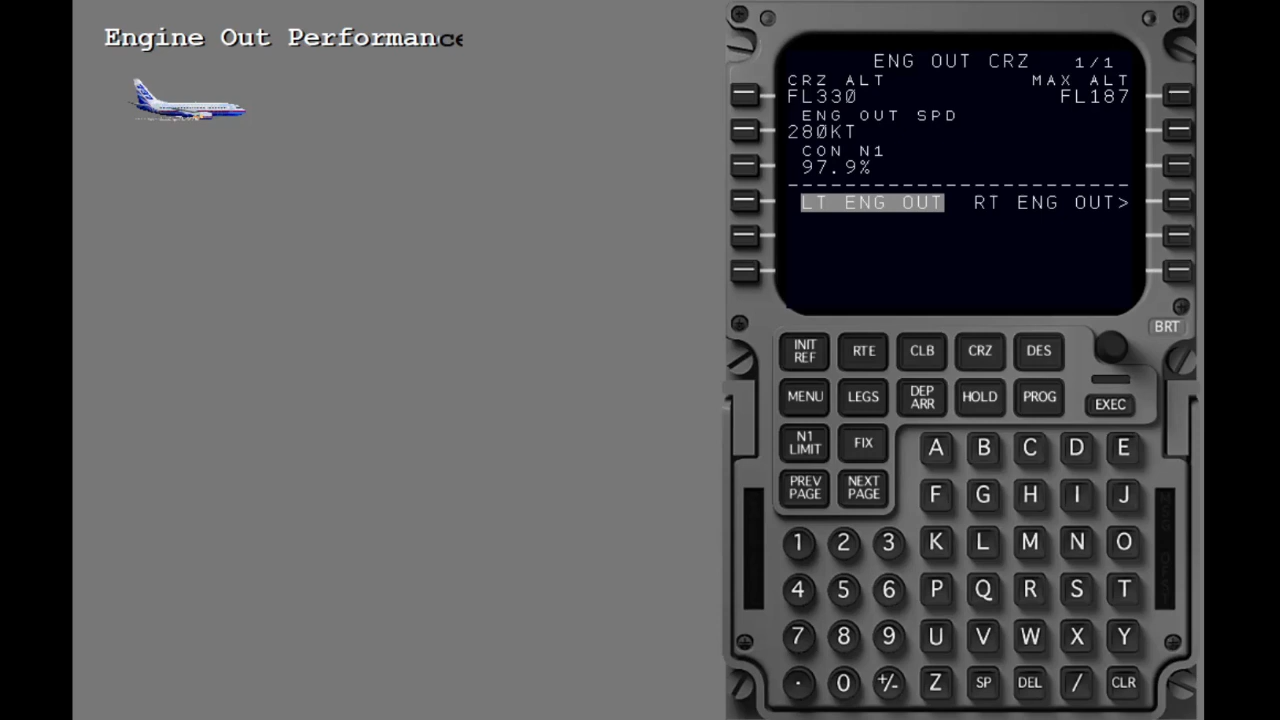 Engine Out Performance
ENG OUT CRZ 1/1
CRZ ALT MAX ALT
FL330 FL187
ENG OUT SPD
280KT
CON N1
97.9%
------------------------
LT ENG OUT RT ENG OUT>
BRT
INIT REF RTE CLB CRZ DES
MENU LEGS DEP ARR HOLD PROG EXEC
N1 LIMIT FIX
PREV PAGE NEXT PAGE
A B C D E
F G H I J
1 2 3 K L M N O
4 5 6 P Q R S T
7 8 9 U V W X Y
. 0 +/- Z SP DEL / CLR